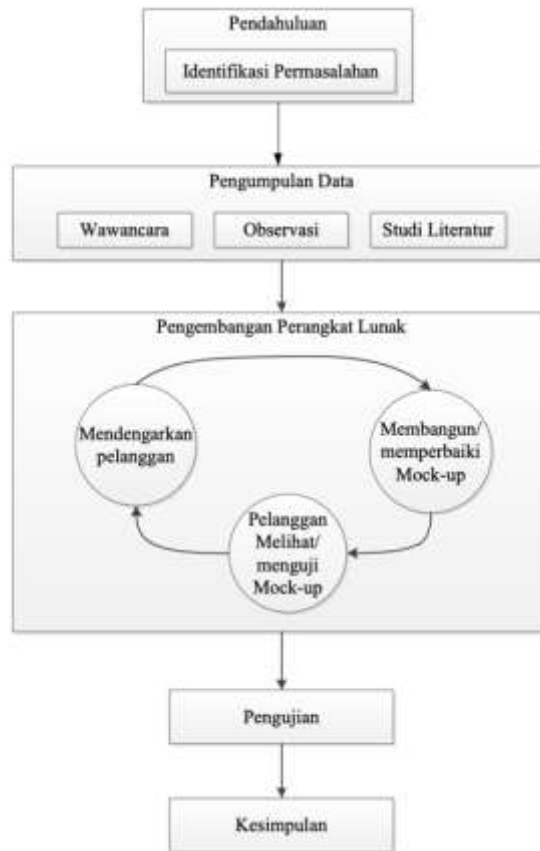 Pendahuluan
Identifikasi Permasalahan
Pengumpulan Data
Wawancara
Observasi
Studi Literatur
Pengembangan Perangkat Lunak
Mendengarkan
pelanggan
Membangun/
memperbaiki
Mock-up
Pelanggan
Melihat/
menguji
Mock-up
Pengujian
Kesimpulan